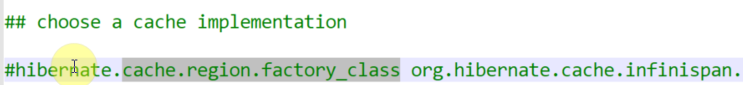 ## choose a cache implementation
#hibernate.cache.region.factory_class org.hibernate.cache.infinispan.